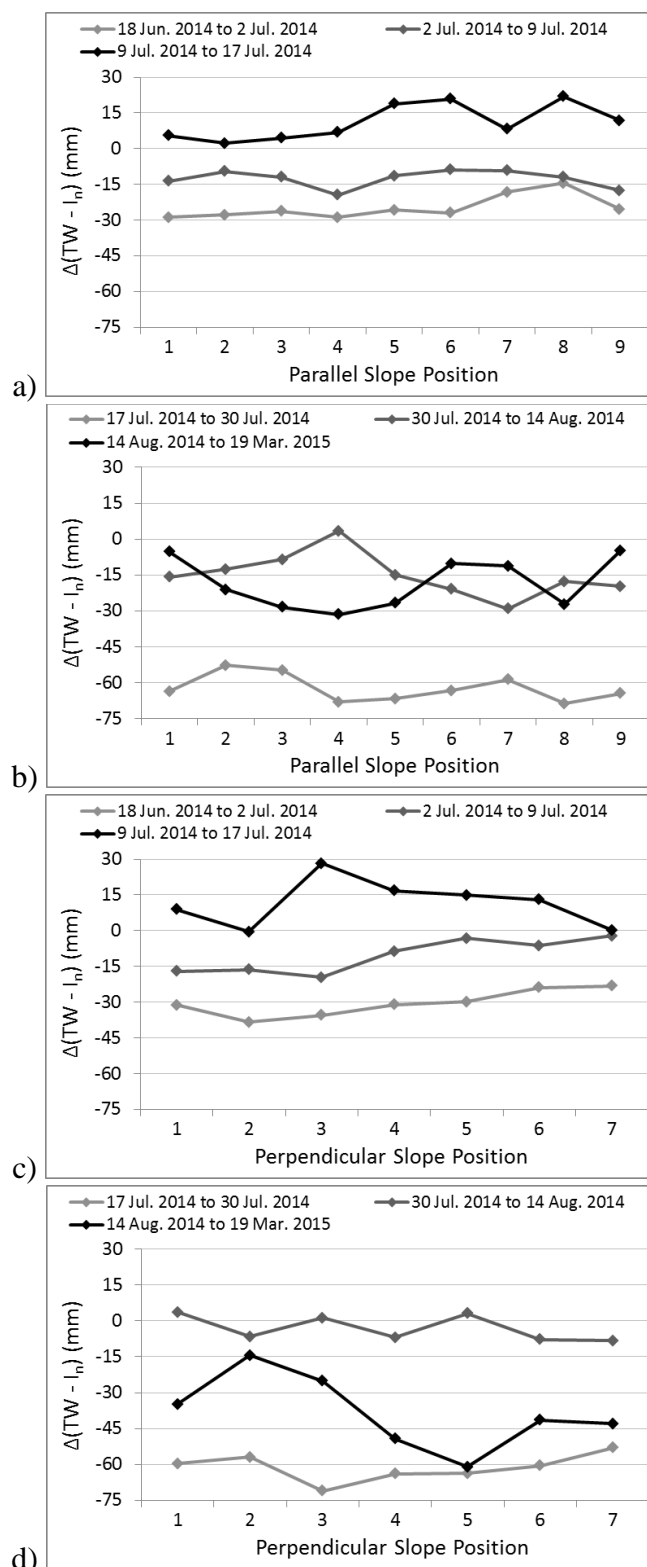 18 Jun. 2014 to 2 Jul. 2014 2 Jul. 2014 to 9 Jul. 2014
9 Jul. 2014 to 17 Jul. 2014
30
15
0
-15
-30
-45
-60
-75
Δ(TW - Iₙ) (mm)
1 2 3 4 5 6 7 8 9
Parallel Slope Position
a)
17 Jul. 2014 to 30 Jul. 2014 30 Jul. 2014 to 14 Aug. 2014
14 Aug. 2014 to 19 Mar. 2015
30
15
0
-15
-30
-45
-60
-75
Δ(TW - Iₙ) (mm)
1 2 3 4 5 6 7 8 9
Parallel Slope Position
b)
18 Jun. 2014 to 2 Jul. 2014 2 Jul. 2014 to 9 Jul. 2014
9 Jul. 2014 to 17 Jul. 2014
30
15
0
-15
-30
-45
-60
-75
Δ(TW - Iₙ) (mm)
1 2 3 4 5 6 7
Perpendicular Slope Position
c)
17 Jul. 2014 to 30 Jul. 2014 30 Jul. 2014 to 14 Aug. 2014
14 Aug. 2014 to 19 Mar. 2015
30
15
0
-15
-30
-45
-60
-75
Δ(TW - Iₙ) (mm)
1 2 3 4 5 6 7
Perpendicular Slope Position
d)